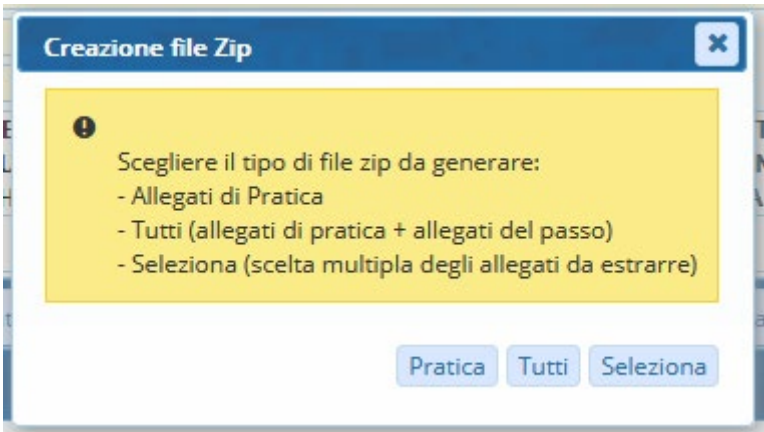 Creazione file Zip
Scegliere il tipo di file zip da generare:
- Allegati di Pratica
- Tutti (allegati di pratica + allegati del passo)
- Seleziona (scelta multipla degli allegati da estrarre)
Pratica Tutti Seleziona